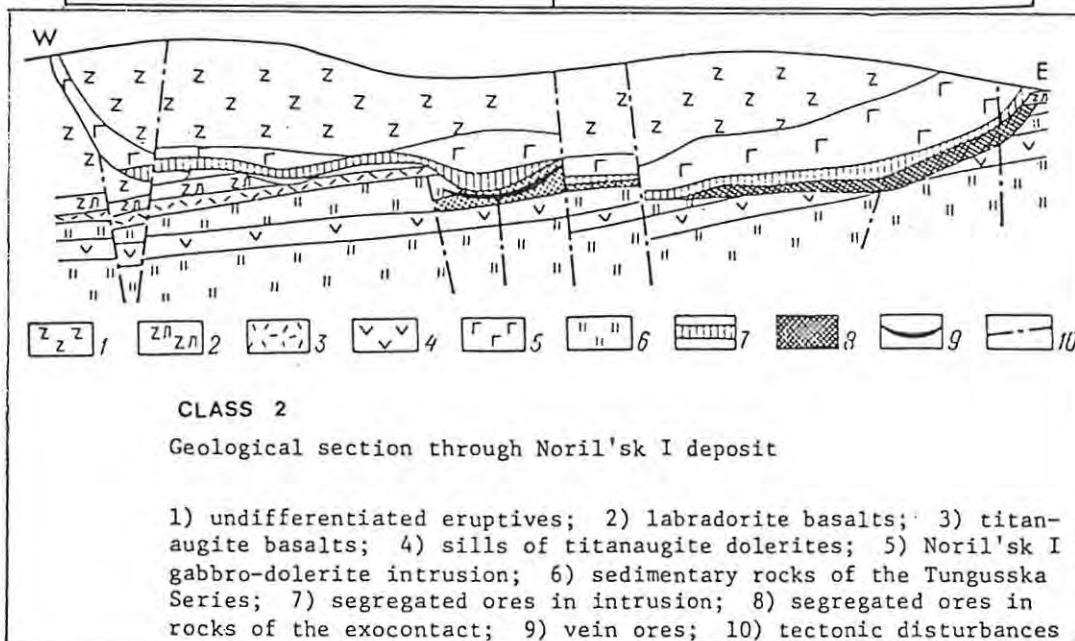 W
E
1
2
3
4
5
6
7
8
9
10
CLASS 2
Geological section through Noril'sk I deposit
1) undifferentiated eruptives; 2) labradorite basalts; 3) titan-
augite basalts; 4) sills of titanaugite dolerites; 5) Noril'sk I
gabbro-dolerite intrusion; 6) sedimentary rocks of the Tungusska
Series; 7) segregated ores in intrusion; 8) segregated ores in
rocks of the exocontact; 9) vein ores; 10) tectonic disturbances